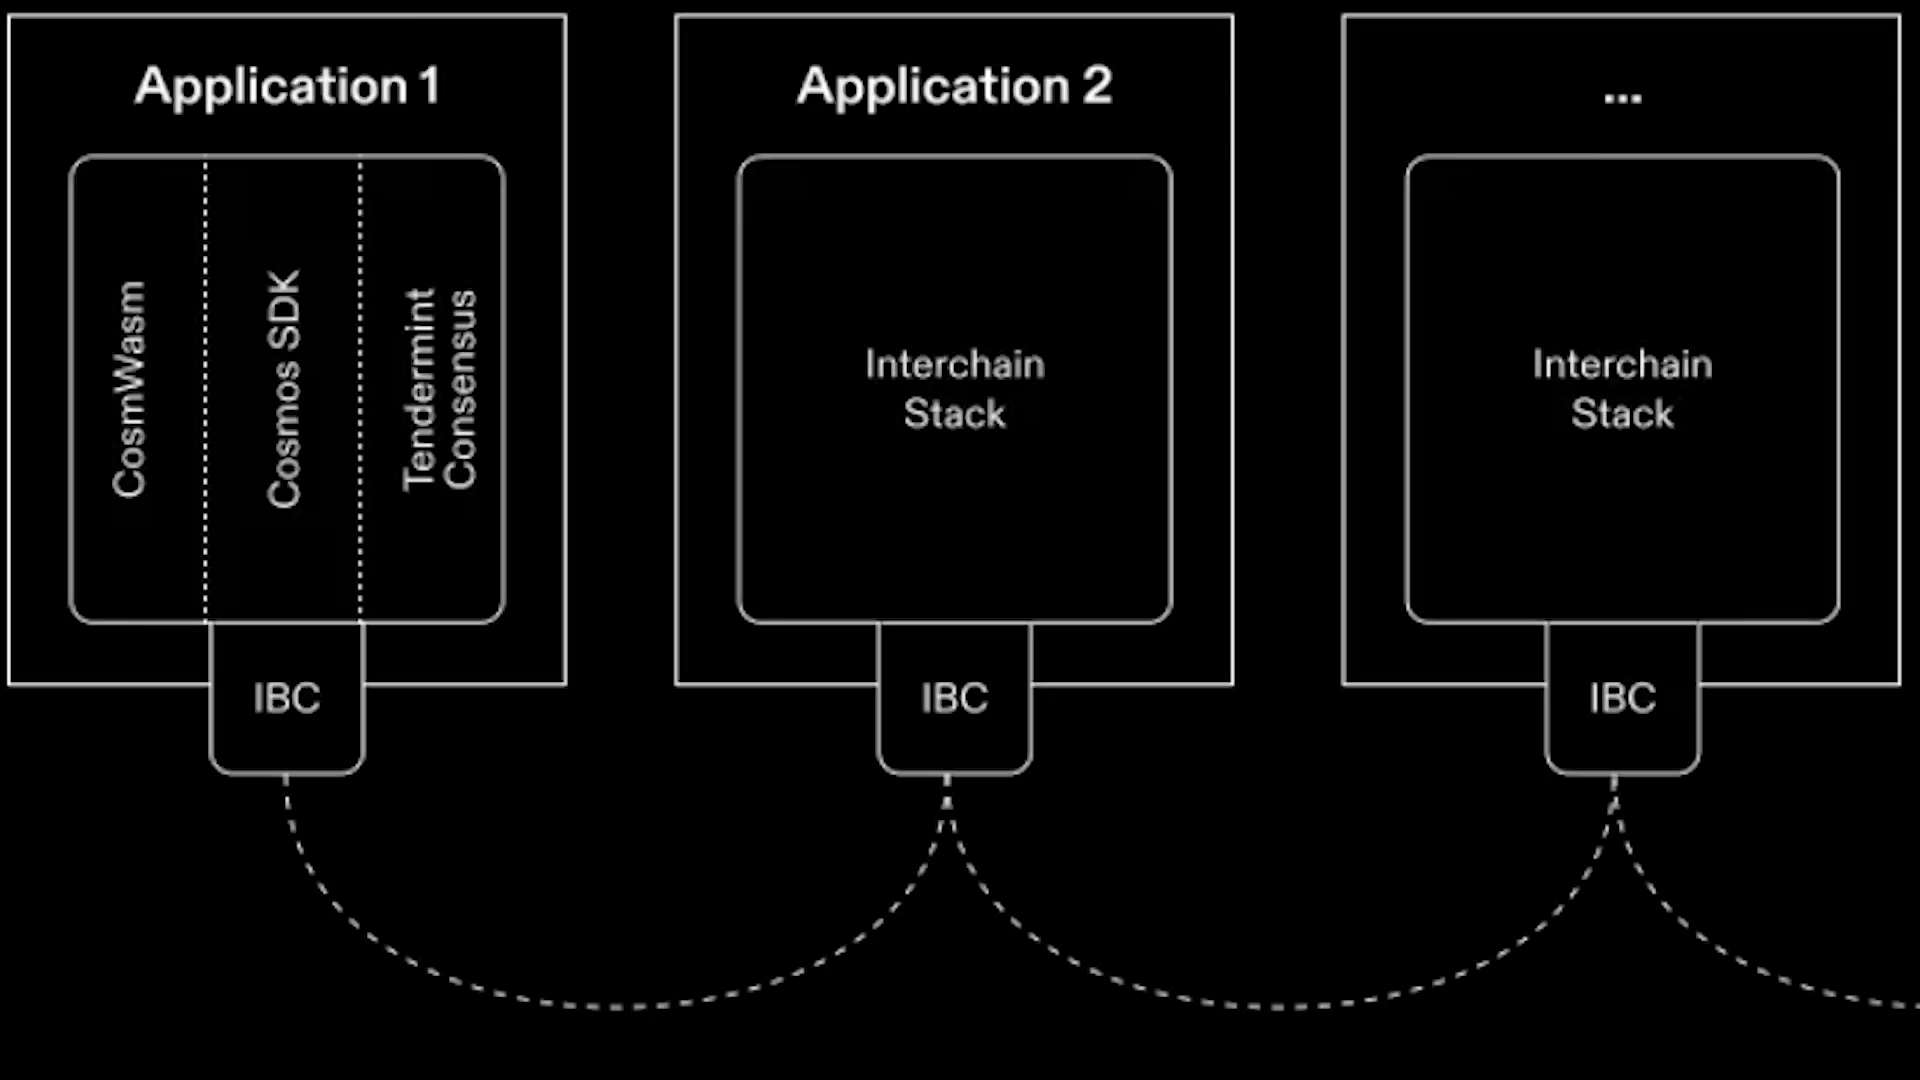 Application 1
CosmWasm
Cosmos SDK
Tendermint
Consensus
IBC
Application 2
Interchain
Stack
IBC
...
Interchain
Stack
IBC